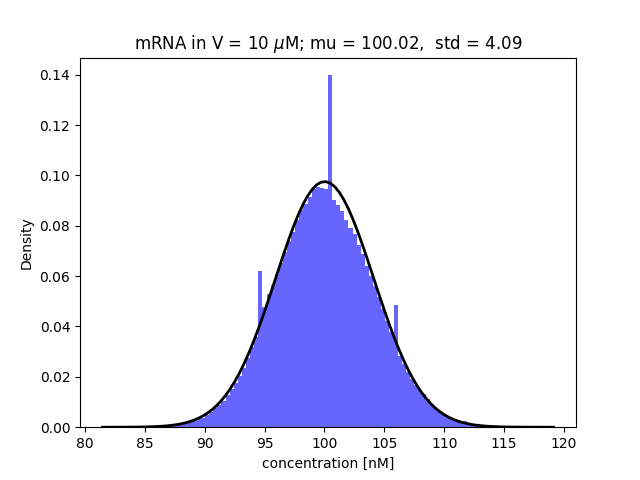 mRNA in V = 10 μM; mu = 100.02,  std = 4.09
0.14
0.12
0.10
0.08
0.06
0.04
0.02
0.00
Density
80 85 90 95 100 105 110 115 120
concentration [nM]